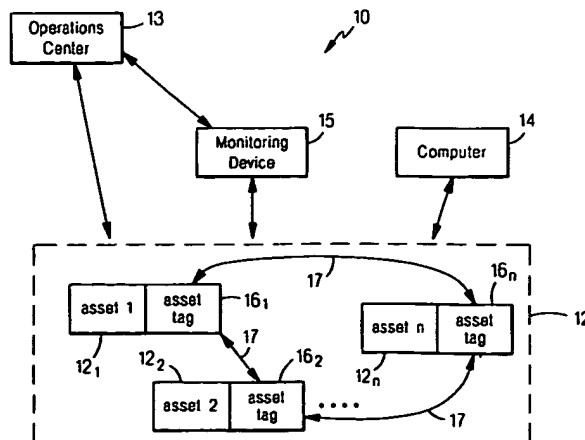 13
10
Operations
Center
15
14
Monitoring
Device
Computer
17
16n
16₁
asset 1
asset
tag
17
asset n
asset
tag
12
12₁
12₂
16₂
12n
asset 2
asset
tag
....
17